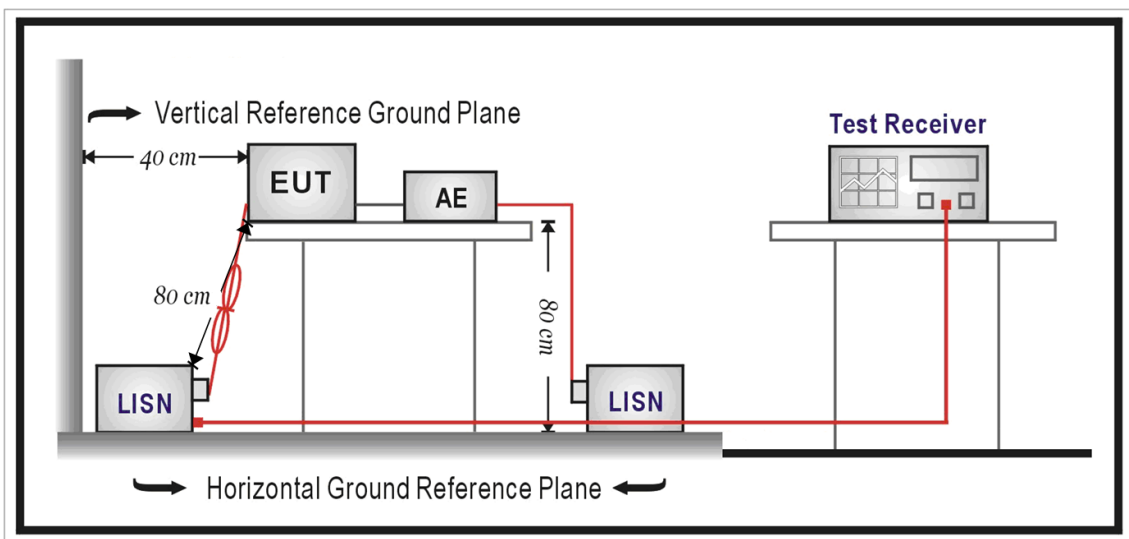 Vertical Reference Ground Plane
Test Receiver
40 cm
EUT
AE
80 cm
80 cm
LISN
LISN
Horizontal Ground Reference Plane